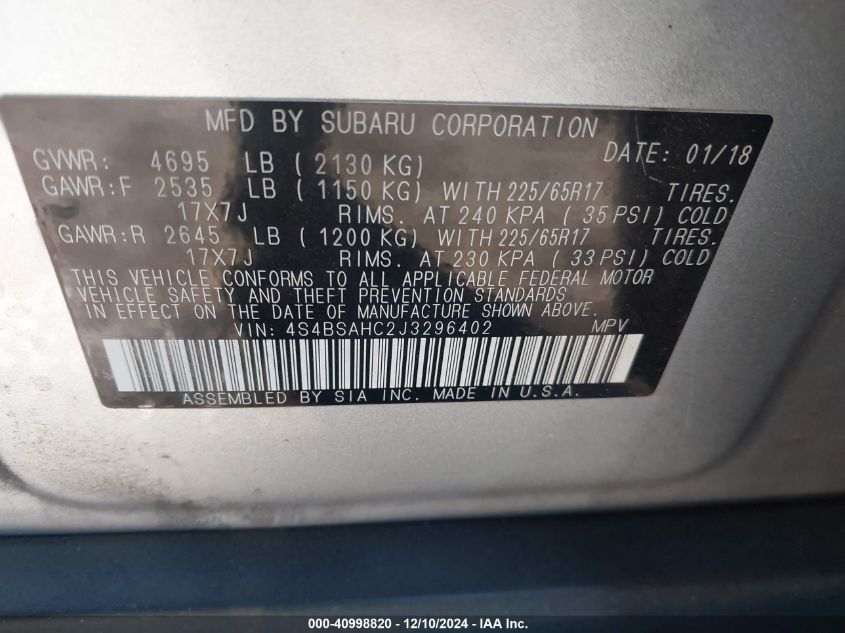 MFD BY SUBARU CORPORATION
GVWR: 4695 LB ( 2130 KG) DATE: 01/18
GAWR:F 2535 LB ( 1150 KG) WITH 225/65R17 TIRES.
17X7J RIMS. AT 240 KPA ( 35 PSI) COLD
GAWR:R 2645 LB ( 1200 KG) WITH 225/65R17 TIRES.
17X7J RIMS. AT 230 KPA ( 33 PSI) COLD
THIS VEHICLE CONFORMS TO ALL APPLICABLE FEDERAL MOTOR
VEHICLE SAFETY AND THEFT PREVENTION STANDARDS
IN EFFECT ON THE DATE OF MANUFACTURE SHOWN ABOVE.
VIN: 4S4BSAHC2J3296402 MPV
ASSEMBLED BY SIA INC. MADE IN U.S.A.
000-40998820 - 12/10/2024 - IAA Inc.